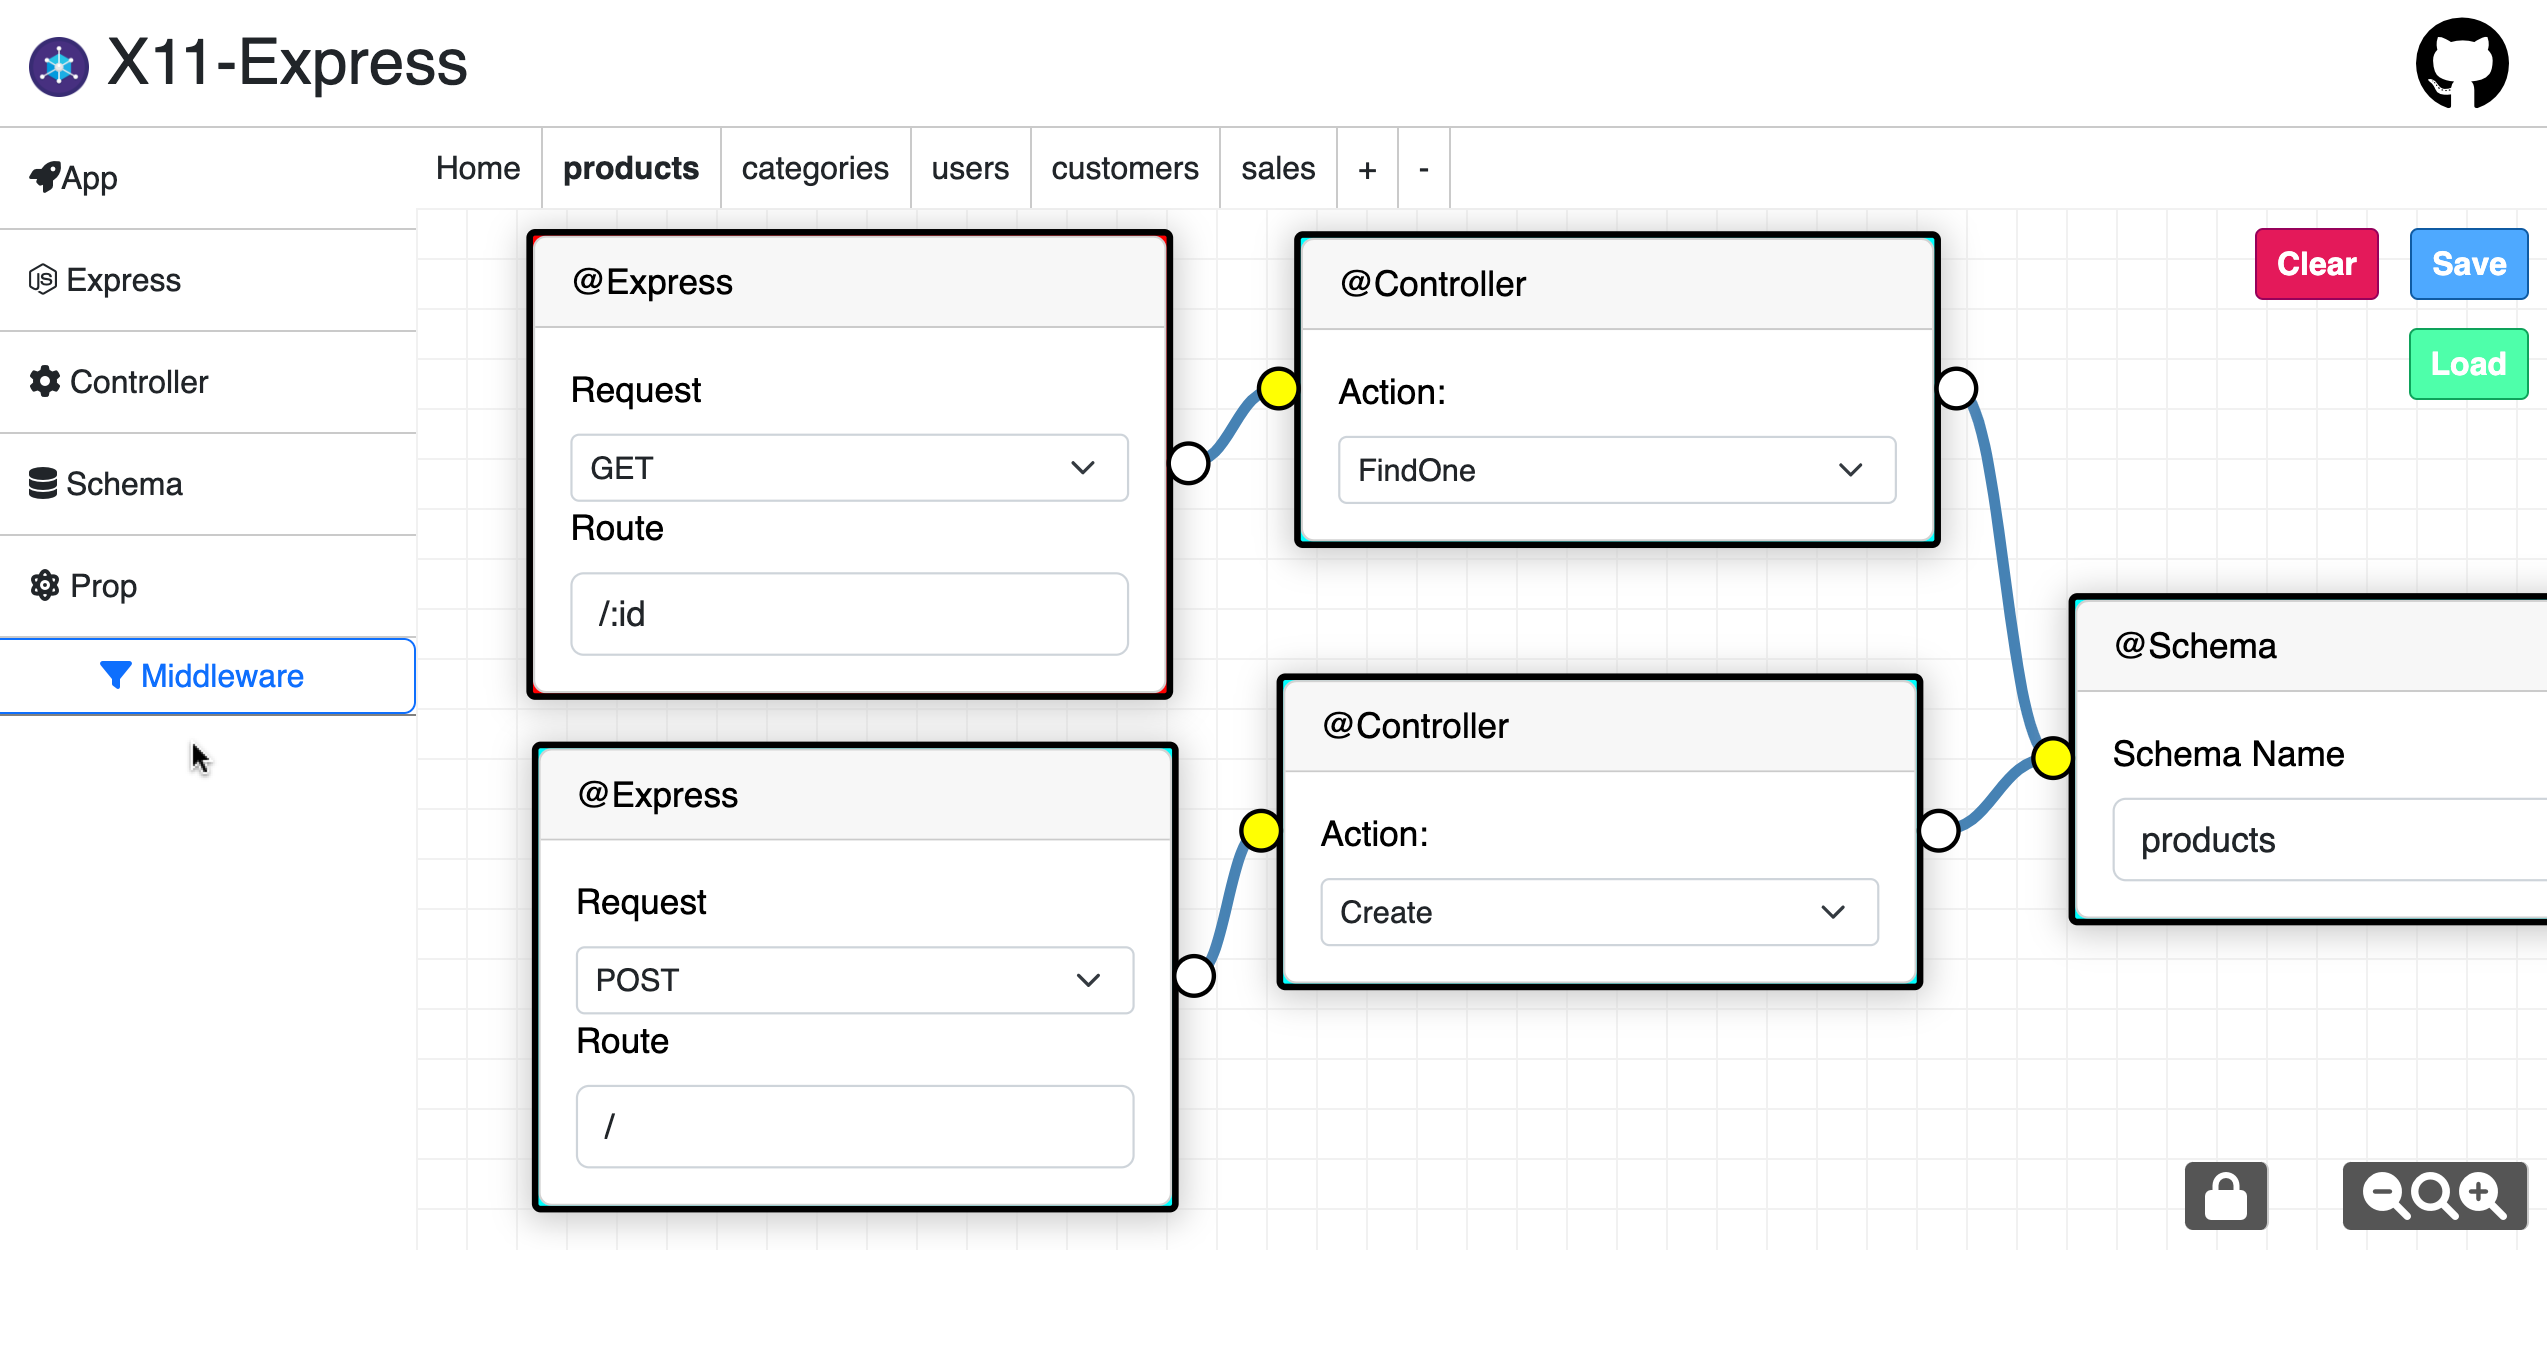 X11-Express
App
Express
Controller
Schema
Prop
Middleware
Home products categories users customers sales + -
Clear Save
Load
@Express
Request
GET
Route
/:id
@Controller
Action:
FindOne
@Express
Request
POST
Route
/
@Controller
Action:
Create
@Schema
Schema Name
products